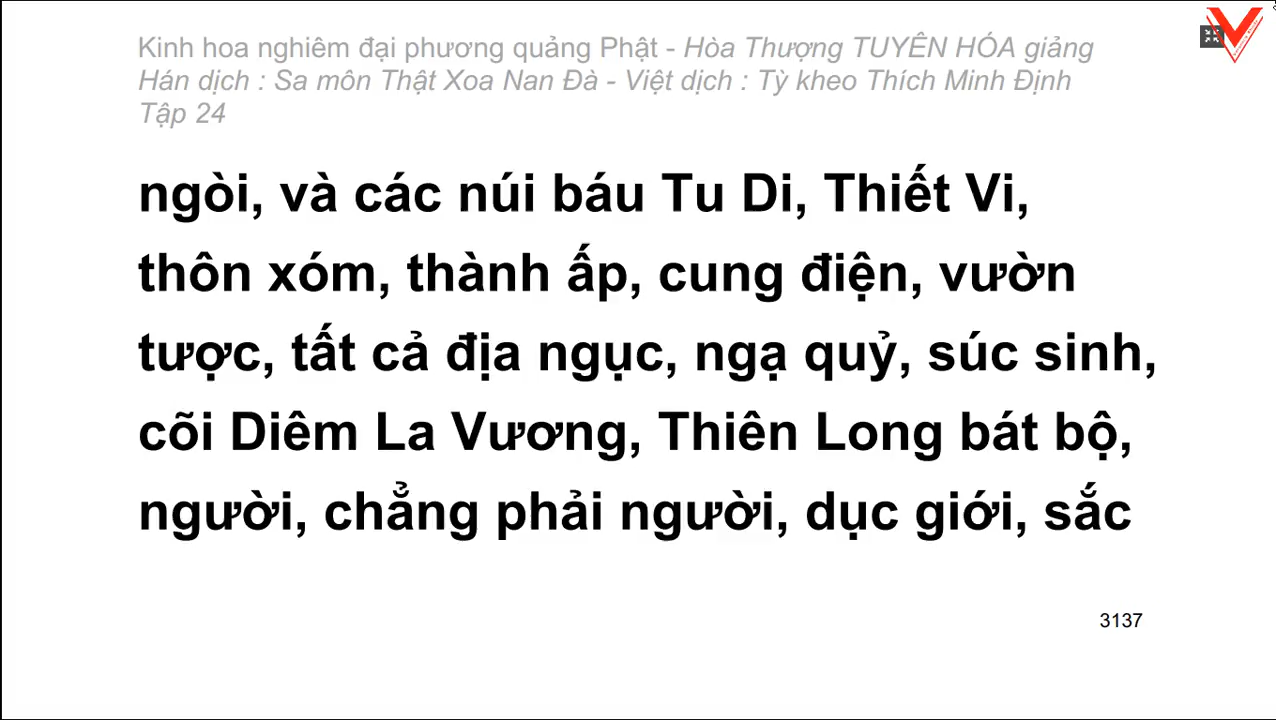 Kinh hoa nghiêm đại phương quảng Phật - Hòa Thượng TUYÊN HÓA giảng
Hán dịch : Sa môn Thật Xoa Nan Đà - Việt dịch : Tỳ kheo Thích Minh Định
Tập 24
ngòi, và các núi báu Tu Di, Thiết Vi,
thôn xóm, thành ấp, cung điện, vườn
tược, tất cả địa ngục, ngạ quỷ, súc sinh,
cõi Diêm La Vương, Thiên Long bát bộ,
người, chẳng phải người, dục giới, sắc
3137